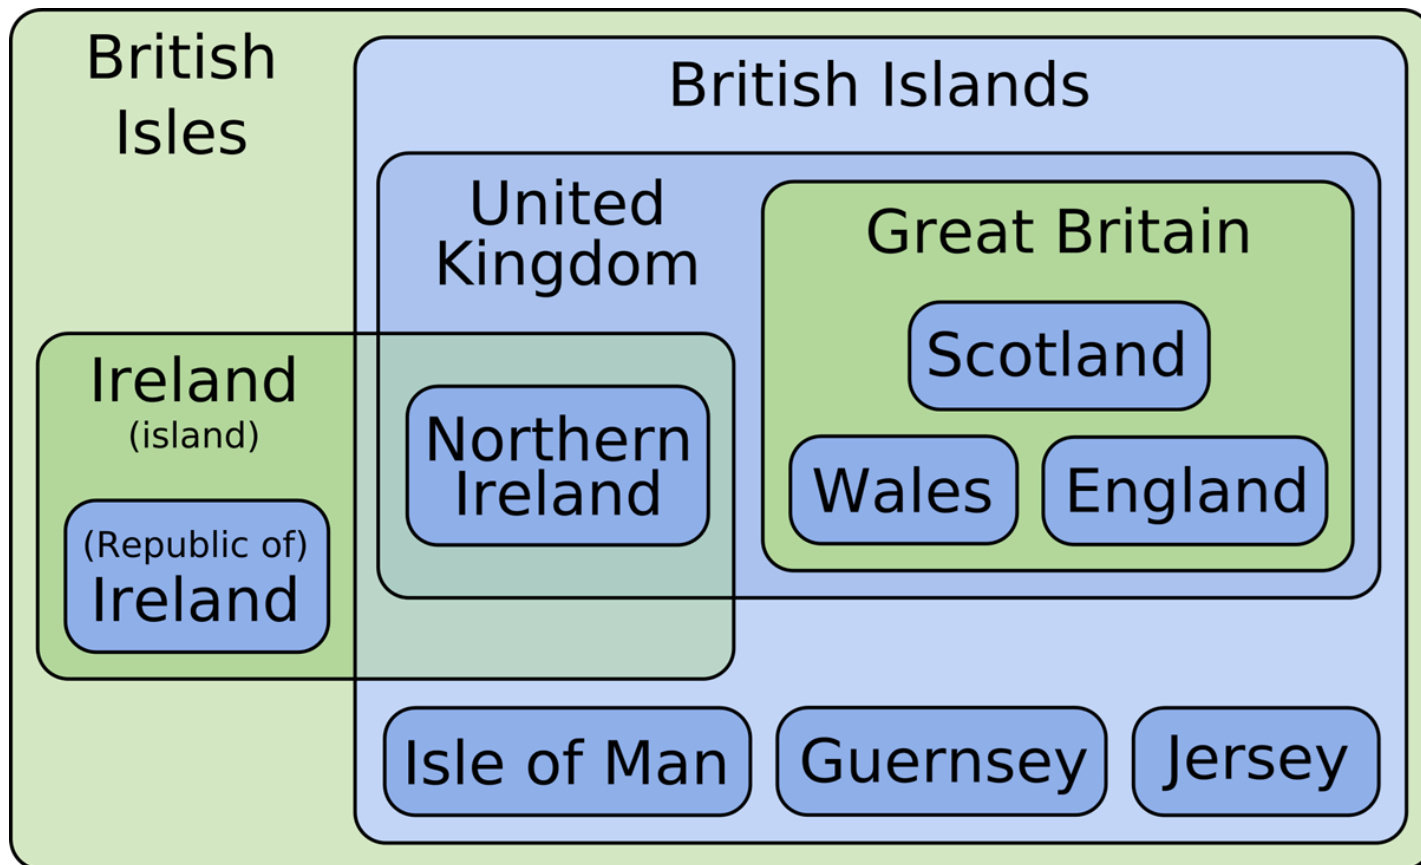 British
Isles
British Islands
United
Kingdom
Great Britain
Scotland
Wales
England
Ireland
(island)
(Republic of)
Ireland
Northern
Ireland
Isle of Man
Guernsey
Jersey